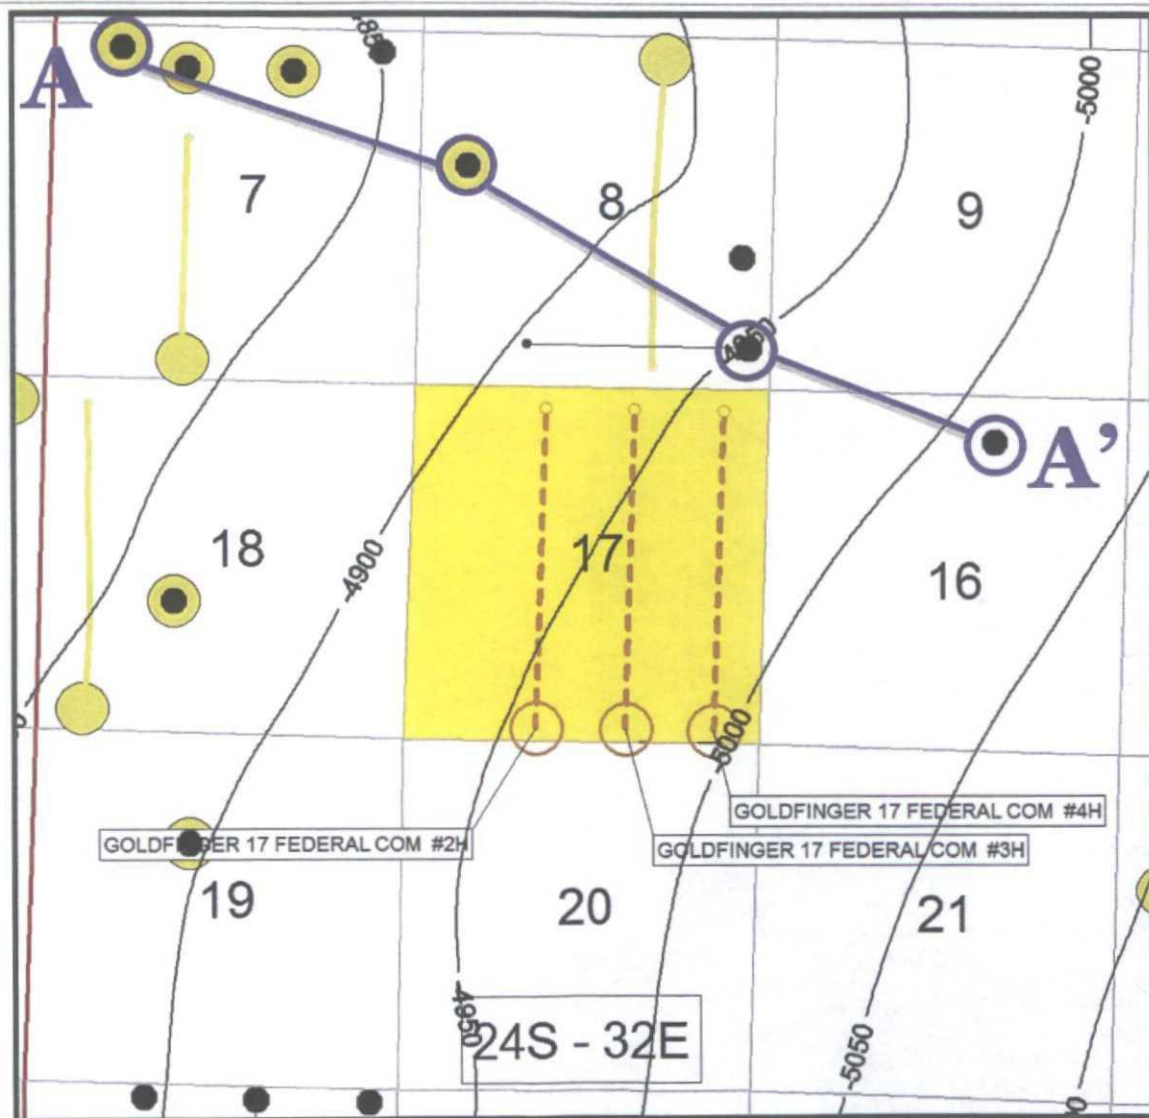 A
7
8
9
-5000
4950
A'
18
-4900
17
16
-5000
GOLDFINGER 17 FEDERAL COM #4H
GOLDFINGER 17 FEDERAL COM #2H
GOLDFINGER 17 FEDERAL COM #3H
19
20
21
-4950
24S - 32E
-5050